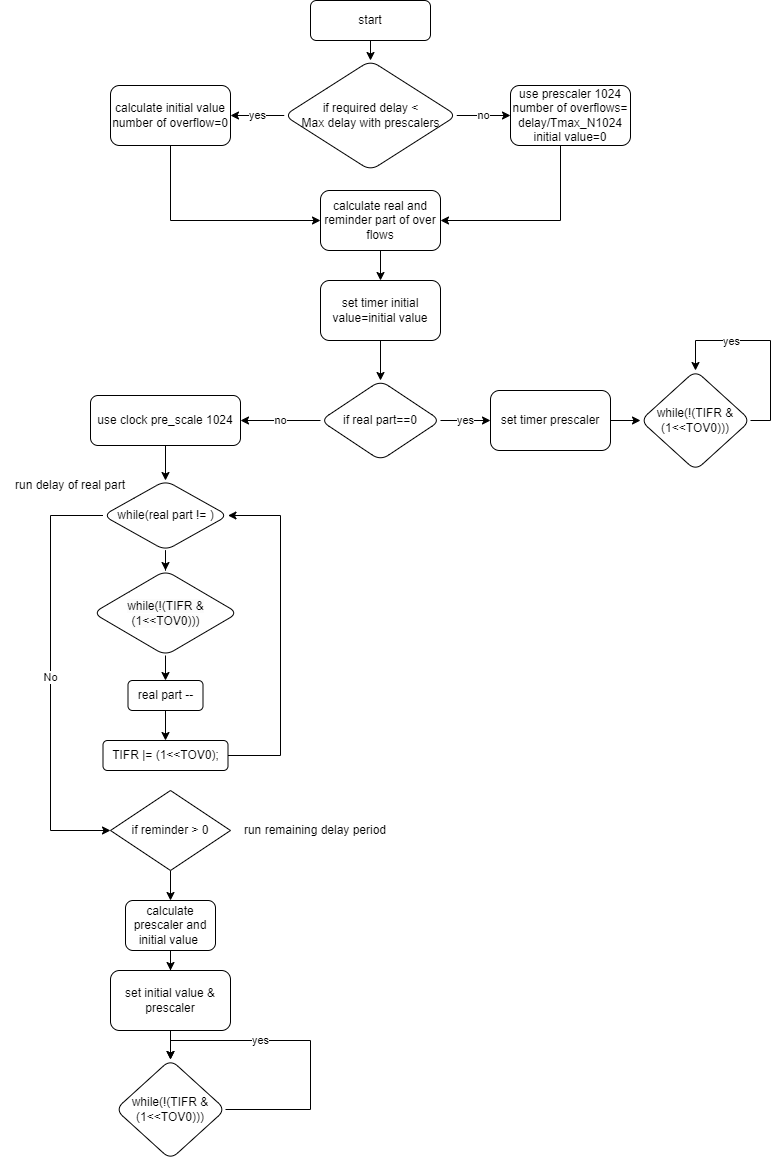 start
if required delay <
Max delay with prescalers
yes
no
calculate initial value
number of overflow=0
use prescaler 1024
number of overflows=
delay/Tmax_N1024
initial value=0
calculate real and
reminder part of over
flows
set timer initial
value=initial value
if real part==0
no
yes
use clock pre_scale 1024
set timer prescaler
yes
while(!(TIFR &
(1<<TOV0)))
run delay of real part
while(real part != )
while(!(TIFR &
(1<<TOV0)))
No
real part --
TIFR |= (1<<TOV0);
if reminder > 0
run remaining delay period
calculate
prescaler and
initial value
set initial value &
prescaler
yes
while(!(TIFR &
(1<<TOV0)))